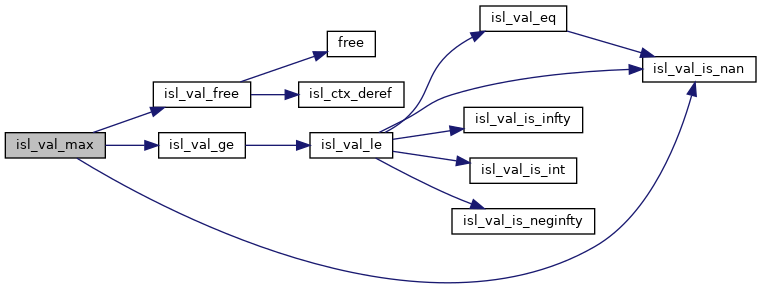 isl_val_max
isl_val_free
isl_val_ge
free
isl_ctx_deref
isl_val_le
isl_val_eq
isl_val_is_nan
isl_val_is_infty
isl_val_is_int
isl_val_is_neginfty